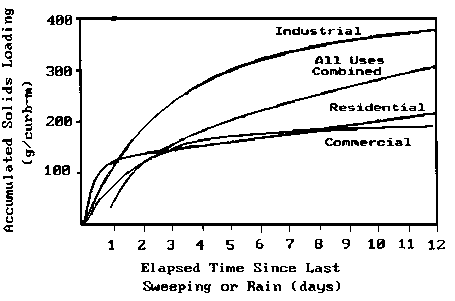 Accumulated Solids Loading
(g/curb-m)
400
300
200
100
Industrial
All Uses
Combined
Residential
Commercial
1 2 3 4 5 6 7 8 9 10 11 12
Elapsed Time Since Last
Sweeping or Rain (days)